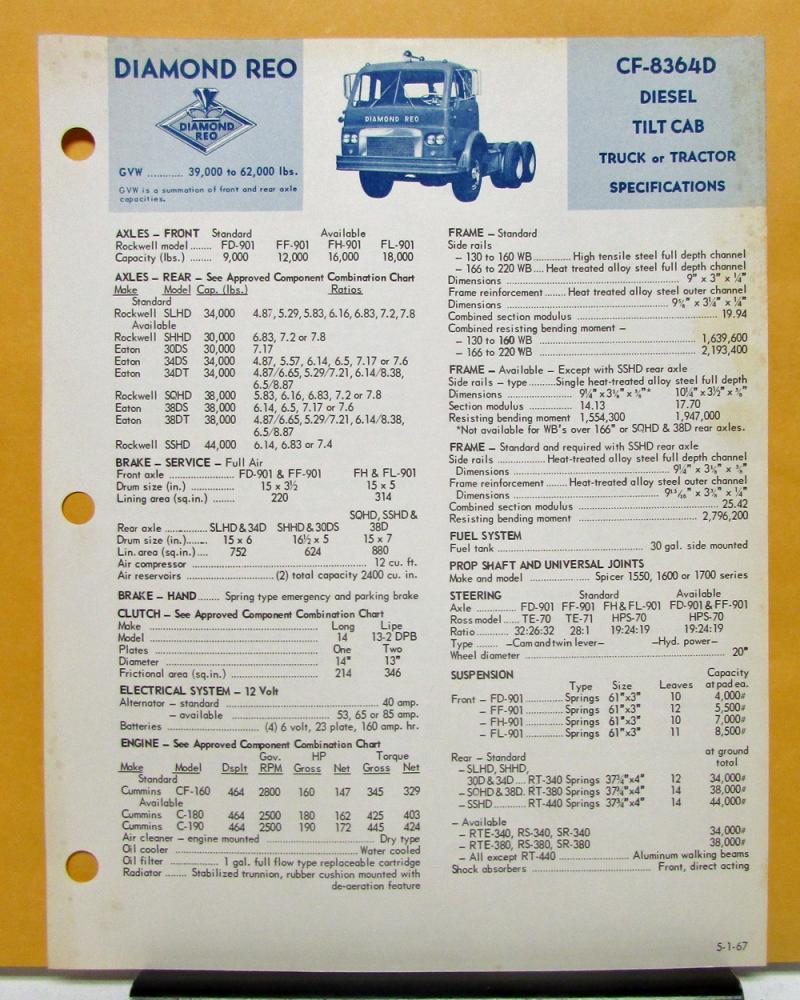 DIAMOND REO
DIAMOND
REO
GVW ............ 39,000 to 62,000 lbs.
GVW is a summation of front and rear axle
capacities.
DIAMOND REO
CF-8364D
DIESEL
TILT CAB
TRUCK or TRACTOR
SPECIFICATIONS
AXLES – FRONT Standard Available
Rockwell model ........ FD-901 FF-901 FH-901 FL-901
Capacity (lbs.) ........ 9,000 12,000 16,000 18,000
AXLES – REAR – See Approved Component Combination Chart
Make Model Cap. (lbs.) Ratios
Standard
Rockwell SLHD 34,000 4.87, 5.29, 5.83, 6.16, 6.83, 7.2, 7.8
Available
Rockwell SHHD 30,000 6.83, 7.2 or 7.8
Eaton 30DS 30,000 7.17
Eaton 34DS 34,000 4.87, 5.57, 6.14, 6.5, 7.17 or 7.6
Eaton 34DT 34,000 4.87/6.65, 5.29/7.21, 6.14/8.38,
6.5/8.87
Rockwell SQHD 38,000 5.83, 6.16, 6.83, 7.2 or 7.8
Eaton 38DS 38,000 6.14, 6.5, 7.17 or 7.6
Eaton 38DT 38,000 4.87/6.65, 5.29/7.21, 6.14/8.38,
6.5/8.87
Rockwell SSHD 44,000 6.14, 6.83 or 7.4
BRAKE – SERVICE – Full Air
Front axle ................ FD-901 & FF-901 FH & FL-901
Drum size (in.) .......... 15 x 3½ 15 x 5
Lining area (sq.in.) ....... 220 314
SQHD, SSHD &
Rear axle .............. SLHD & 34D SHHD & 30DS 38D
Drum size (in.)....... 15 x 6 16½ x 5 15 x 7
Lin. area (sq.in.).... 752 624 880
Air compressor .......................................... 12 cu. ft.
Air reservoirs ...................... (2) total capacity 2400 cu. in.
BRAKE – HAND....... Spring type emergency and parking brake
CLUTCH – See Approved Component Combination Chart
Make ........................................ Long Lipe
Model ........................................ 14 13-2 DPB
Plates ........................................ One Two
Diameter ........................................ 14" 13"
Frictional area (sq.in.) ........................ 214 346
ELECTRICAL SYSTEM – 12 Volt
Alternator – standard ........................................ 40 amp.
– available ........................ 53, 65 or 85 amp.
Batteries .................... (4) 6 volt, 23 plate, 160 amp. hr.
ENGINE – See Approved Component Combination Chart
Gov. HP Torque
Make Model Dsplt RPM Gross Net Gross Net
Standard
Cummins CF-160 464 2800 160 147 345 329
Available
Cummins C-180 464 2500 180 162 425 403
Cummins C-190 464 2500 190 172 445 424
Air cleaner – engine mounted ........................ Dry type
Oil cooler ........................................ Water cooled
Oil filter ................ 1 gal. full flow type replaceable cartridge
Radiator ....... Stabilized trunnion, rubber cushion mounted with
de-aeration feature
FRAME – Standard
Side rails
– 130 to 160 WB............ High tensile steel full depth channel
– 166 to 220 WB.... Heat treated alloy steel full depth channel
Dimensions ........................................ 9" x 3" x ¼"
Frame reinforcement........ Heat treated alloy steel outer channel
Dimensions ........................................ 9⅝" x 3¼" x ¼"
Combined section modulus ........................ 19.94
Combined resisting bending moment –
– 130 to 160 WB ........................................ 1,639,600
– 166 to 220 WB ........................................ 2,193,400
FRAME – Available – Except with SSHD rear axle
Side rails – type.........Single heat-treated alloy steel full depth
Dimensions .................... 9¼" x 3⅛" x ⅜"* 10¼" x 3½" x ⅜"
Section modulus .............. 14.13 17.70
Resisting bending moment 1,554,300 1,947,000
*Not available for WB's over 166" or SQHD & 38D rear axles.
FRAME – Standard and required with SSHD rear axle
Side rails ................Heat-treated alloy steel full depth channel
Dimensions ........................................ 9¼" x 3⅛" x ⅜"
Frame reinforcement........Heat-treated alloy steel outer channel
Dimensions ........................................ 9¹³⁄₁₆" x 3⅜" x ¼"
Combined section modulus ........................ 25.42
Resisting bending moment ........................ 2,796,200
FUEL SYSTEM
Fuel tank ........................................ 30 gal. side mounted
PROP SHAFT AND UNIVERSAL JOINTS
Make and model .................... Spicer 1550, 1600 or 1700 series
STEERING Standard Available
Axle ............ FD-901 FF-901 FH & FL-901 FD-901 & FF-901
Ross model...... TE-70 TE-71 HPS-70 HPS-70
Ratio.......... 32:26:32 28:1 19:24:19 19:24:19
Type ........ –Cam and twin lever– –Hyd. power–
Wheel diameter ........................................ 20"
SUSPENSION Capacity
Type Size Leaves at pad ea.
Front – FD-901............ Springs 61"x3" 10 4,000#
– FF-901............ Springs 61"x3" 12 5,500#
– FH-901............ Springs 61"x3" 10 7,000#
– FL-901............ Springs 61"x3" 11 8,500#
at ground
Rear – Standard total
– SLHD, SHHD,
30D & 34D.... RT-340 Springs 37¾"x4" 12 34,000#
– SQHD & 38D. RT-380 Springs 37¾"x4" 14 38,000#
– SSHD.......... RT-440 Springs 37¾"x4" 14 44,000#
– Available
– RTE-340, RS-340, SR-340 34,000#
– RTE-380, RS-380, SR-380 38,000#
– All except RT-440 .................... Aluminum walking beams
Shock absorbers ........................ Front, direct acting
5-1-67